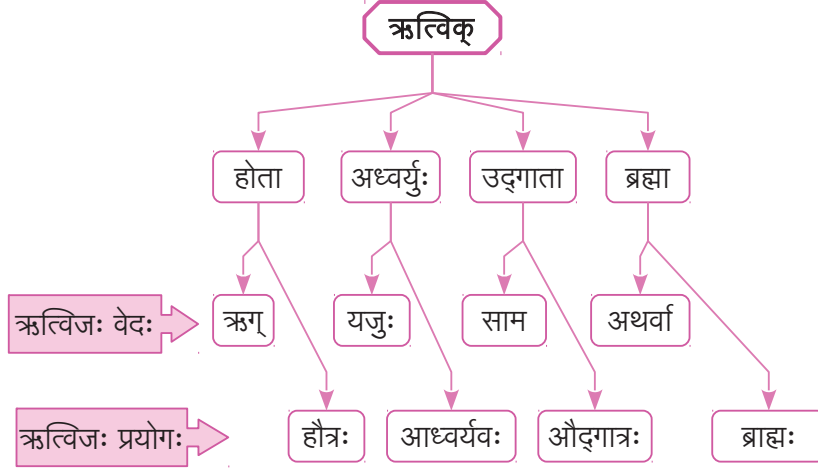 ऋत्विक्
होता अध्वर्युः उद्‌गाता ब्रह्मा
ऋत्विजः वेदः ऋग् यजुः साम अथर्वा
ऋत्विजः प्रयोगः हौत्रः आध्वर्यवः औद्‌गात्रः ब्राह्मः